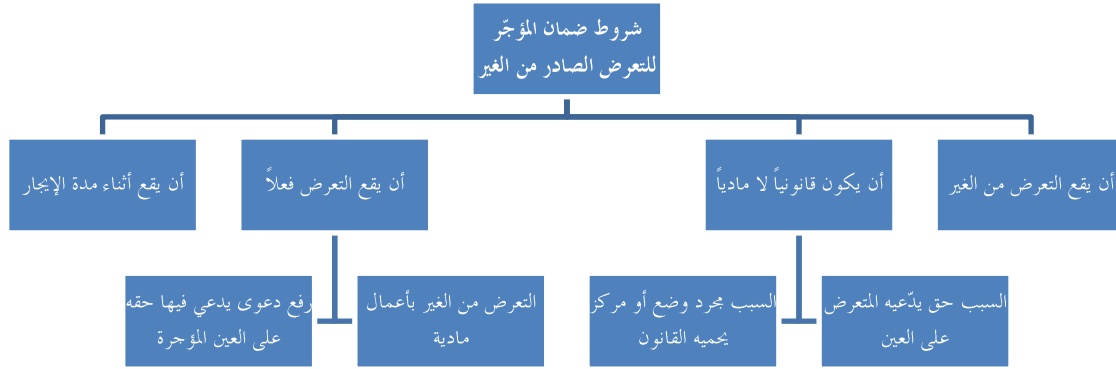 شروط ضمان المؤجّر
للتعرض الصادر من الغير
أن يقع التعرض من الغير
أن يكون قانونياً لا مادياً
أن يقع التعرض فعلاً
أن يقع أثناء مدة الإيجار
السبب حق يدّعيه المتعرض
على العين
السبب مجرد وضع أو مركز
يحميه القانون
التعرض من الغير بأعمال
مادية
رفع دعوى يدعي فيها حقه
على العين المؤجرة